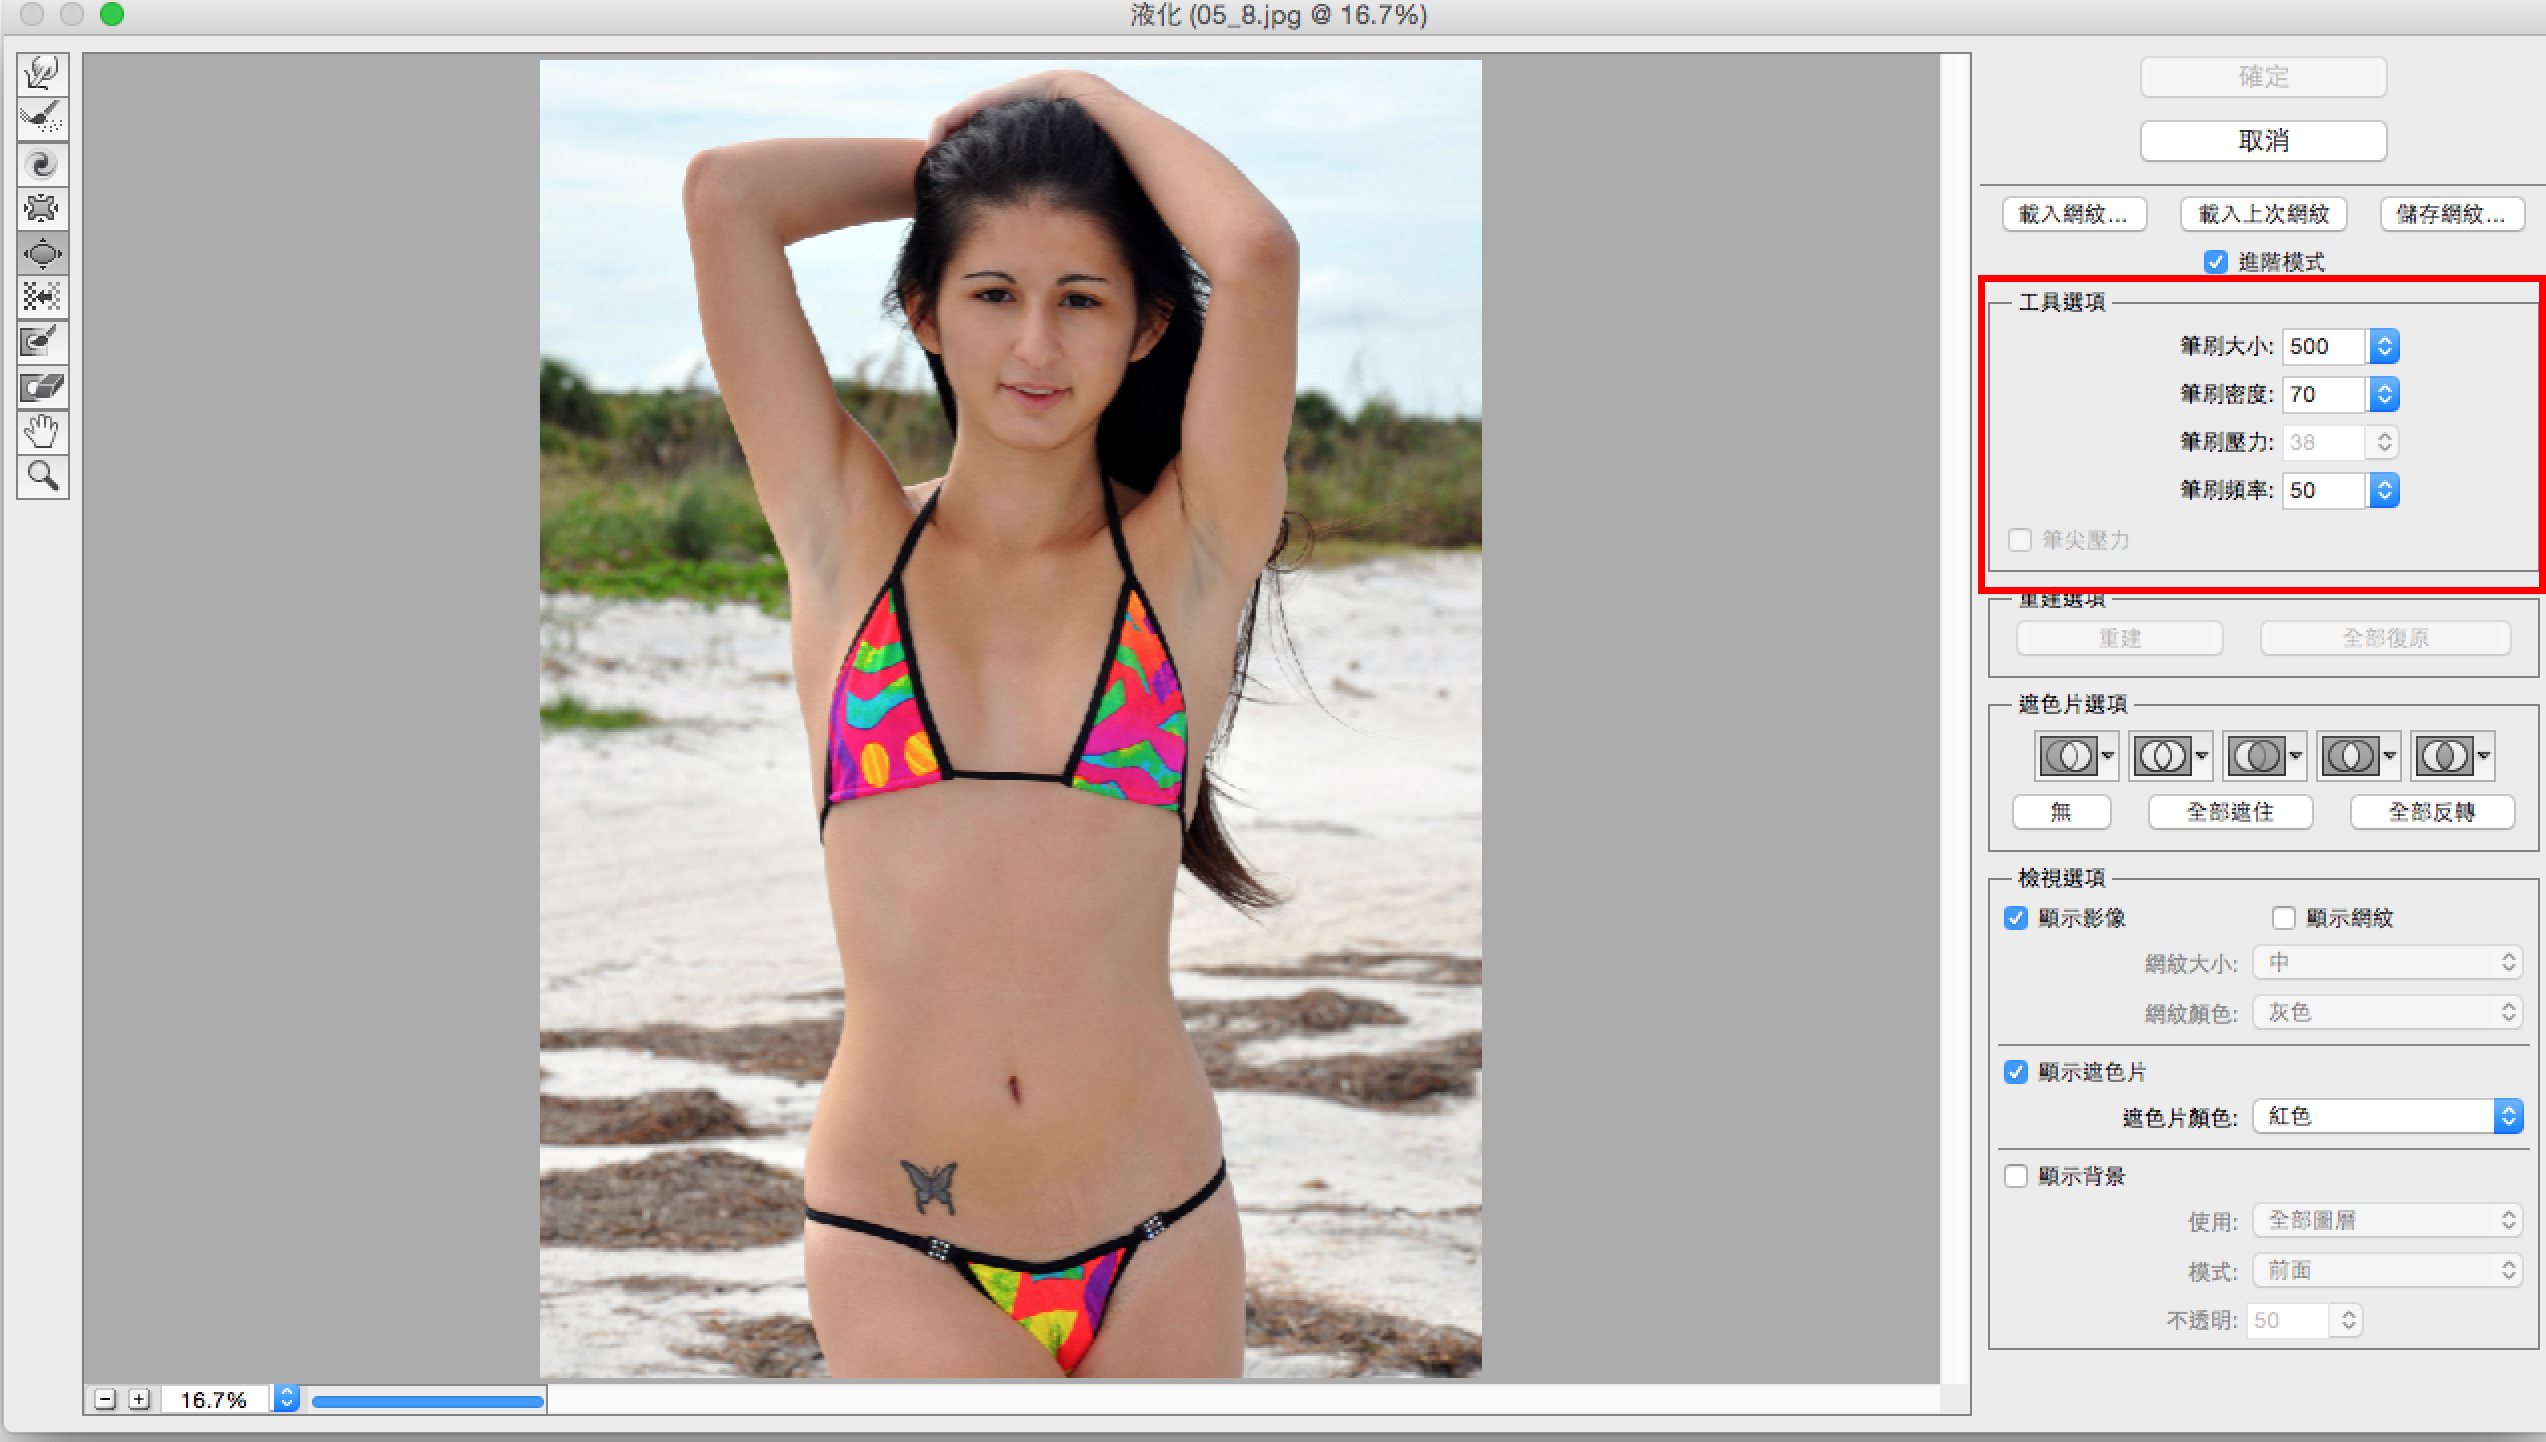 液化 (05_8.jpg @ 16.7%)
確定
取消
載入網紋... 載入上次網紋 儲存網紋...
進階模式
工具選項
筆刷大小: 500
筆刷密度: 70
筆刷壓力: 38
筆刷頻率: 50
筆尖壓力
重建選項
重建 全部復原
遮色片選項
無 全部遮住 全部反轉
檢視選項
顯示影像 顯示網紋
網紋大小: 中
網紋顏色: 灰色
顯示遮色片
遮色片顏色: 紅色
顯示背景
使用: 全部圖層
模式: 前面
不透明: 50
16.7%